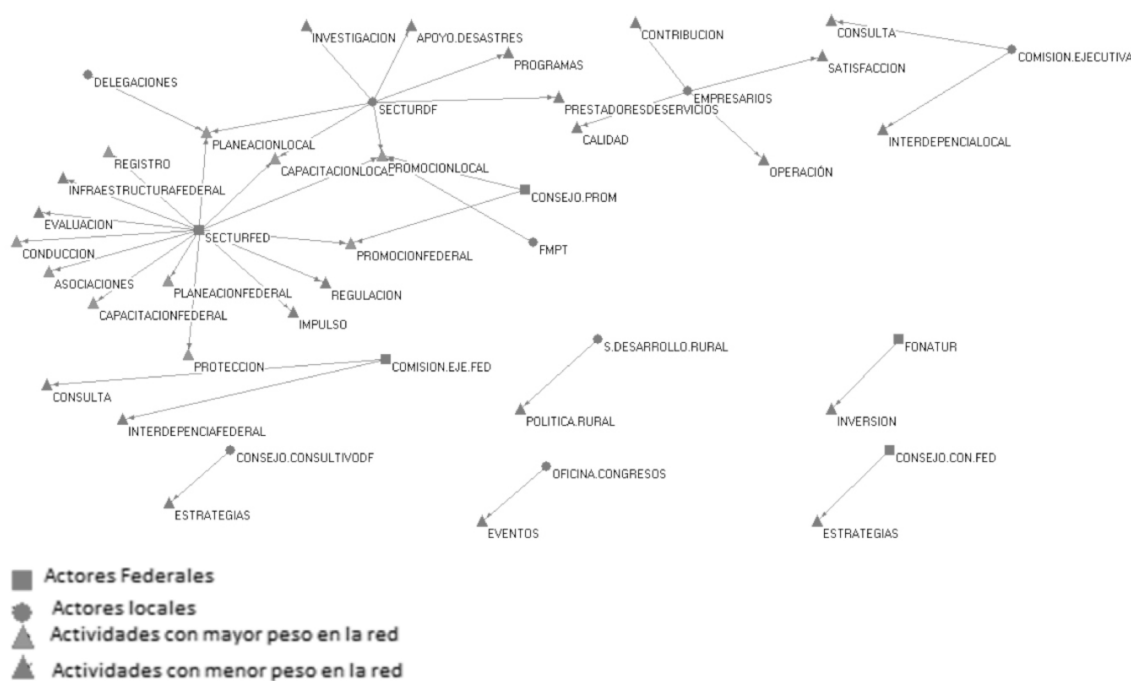 INVESTIGACION
APOYO.DESASTRES
CONTRIBUCION
CONSULTA
COMISION.EJECUTIVA
PROGRAMAS
SATISFACCION
DELEGACIONES
EMPRESARIOS
SECTURDF
PRESTADORESDESERVICIOS
CALIDAD
INTERDEPENCIALOCAL
PLANEACIONLOCAL
REGISTRO
CAPACITACIONLOCAL
PROMOCIONLOCAL
OPERACIÓN
INFRAESTRUCTURAFEDERAL
CONSEJO.PROM
EVALUACION
SECTURFED
CONDUCCION
PROMOCIONFEDERAL
FMPT
ASOCIACIONES
PLANEACIONFEDERAL
REGULACION
CAPACITACIONFEDERAL
IMPULSO
S.DESARROLLO.RURAL
FONATUR
PROTECCION
COMISION.EJE.FED
CONSULTA
POLITICA.RURAL
INVERSION
INTERDEPENCIAFEDERAL
CONSEJO.CONSULTIVODF
CONSEJO.CON.FED
OFICINA.CONGRESOS
ESTRATEGIAS
EVENTOS
ESTRATEGIAS
Actores Federales
Actores locales
Actividades con mayor peso en la red
Actividades con menor peso en la red